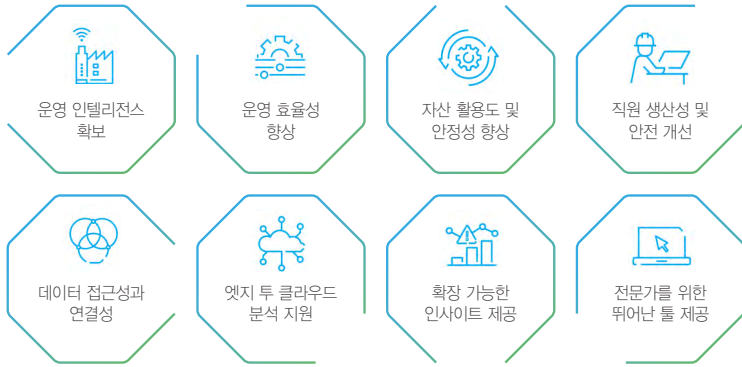 운영 인텔리전스
확보
운영 효율성
향상
자산 활용도 및
안정성 향상
직원 생산성 및
안전 개선
데이터 접근성과
연결성
엣지 투 클라우드
분석 지원
확장 가능한
인사이트 제공
전문가를 위한
뛰어난 툴 제공